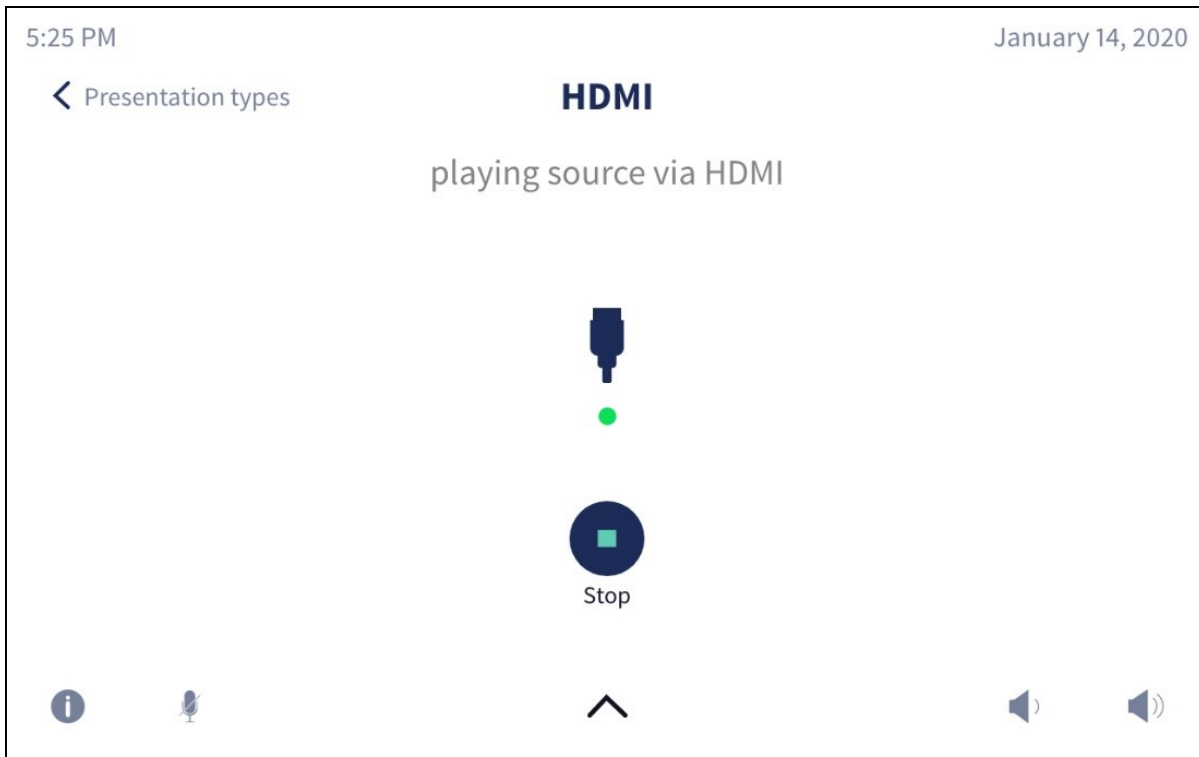 5:25 PM
January 14, 2020
Presentation types
HDMI
playing source via HDMI
Stop